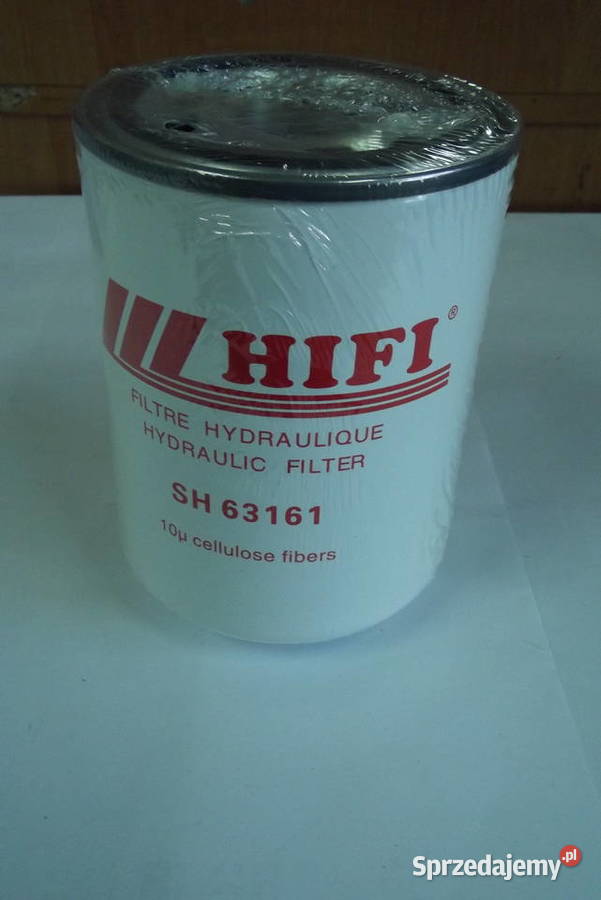 HIFI ®
FILTRE HYDRAULIQUE
HYDRAULIC FILTER
SH 63161
10µ cellulose fibers
Sprzedajemy.pl